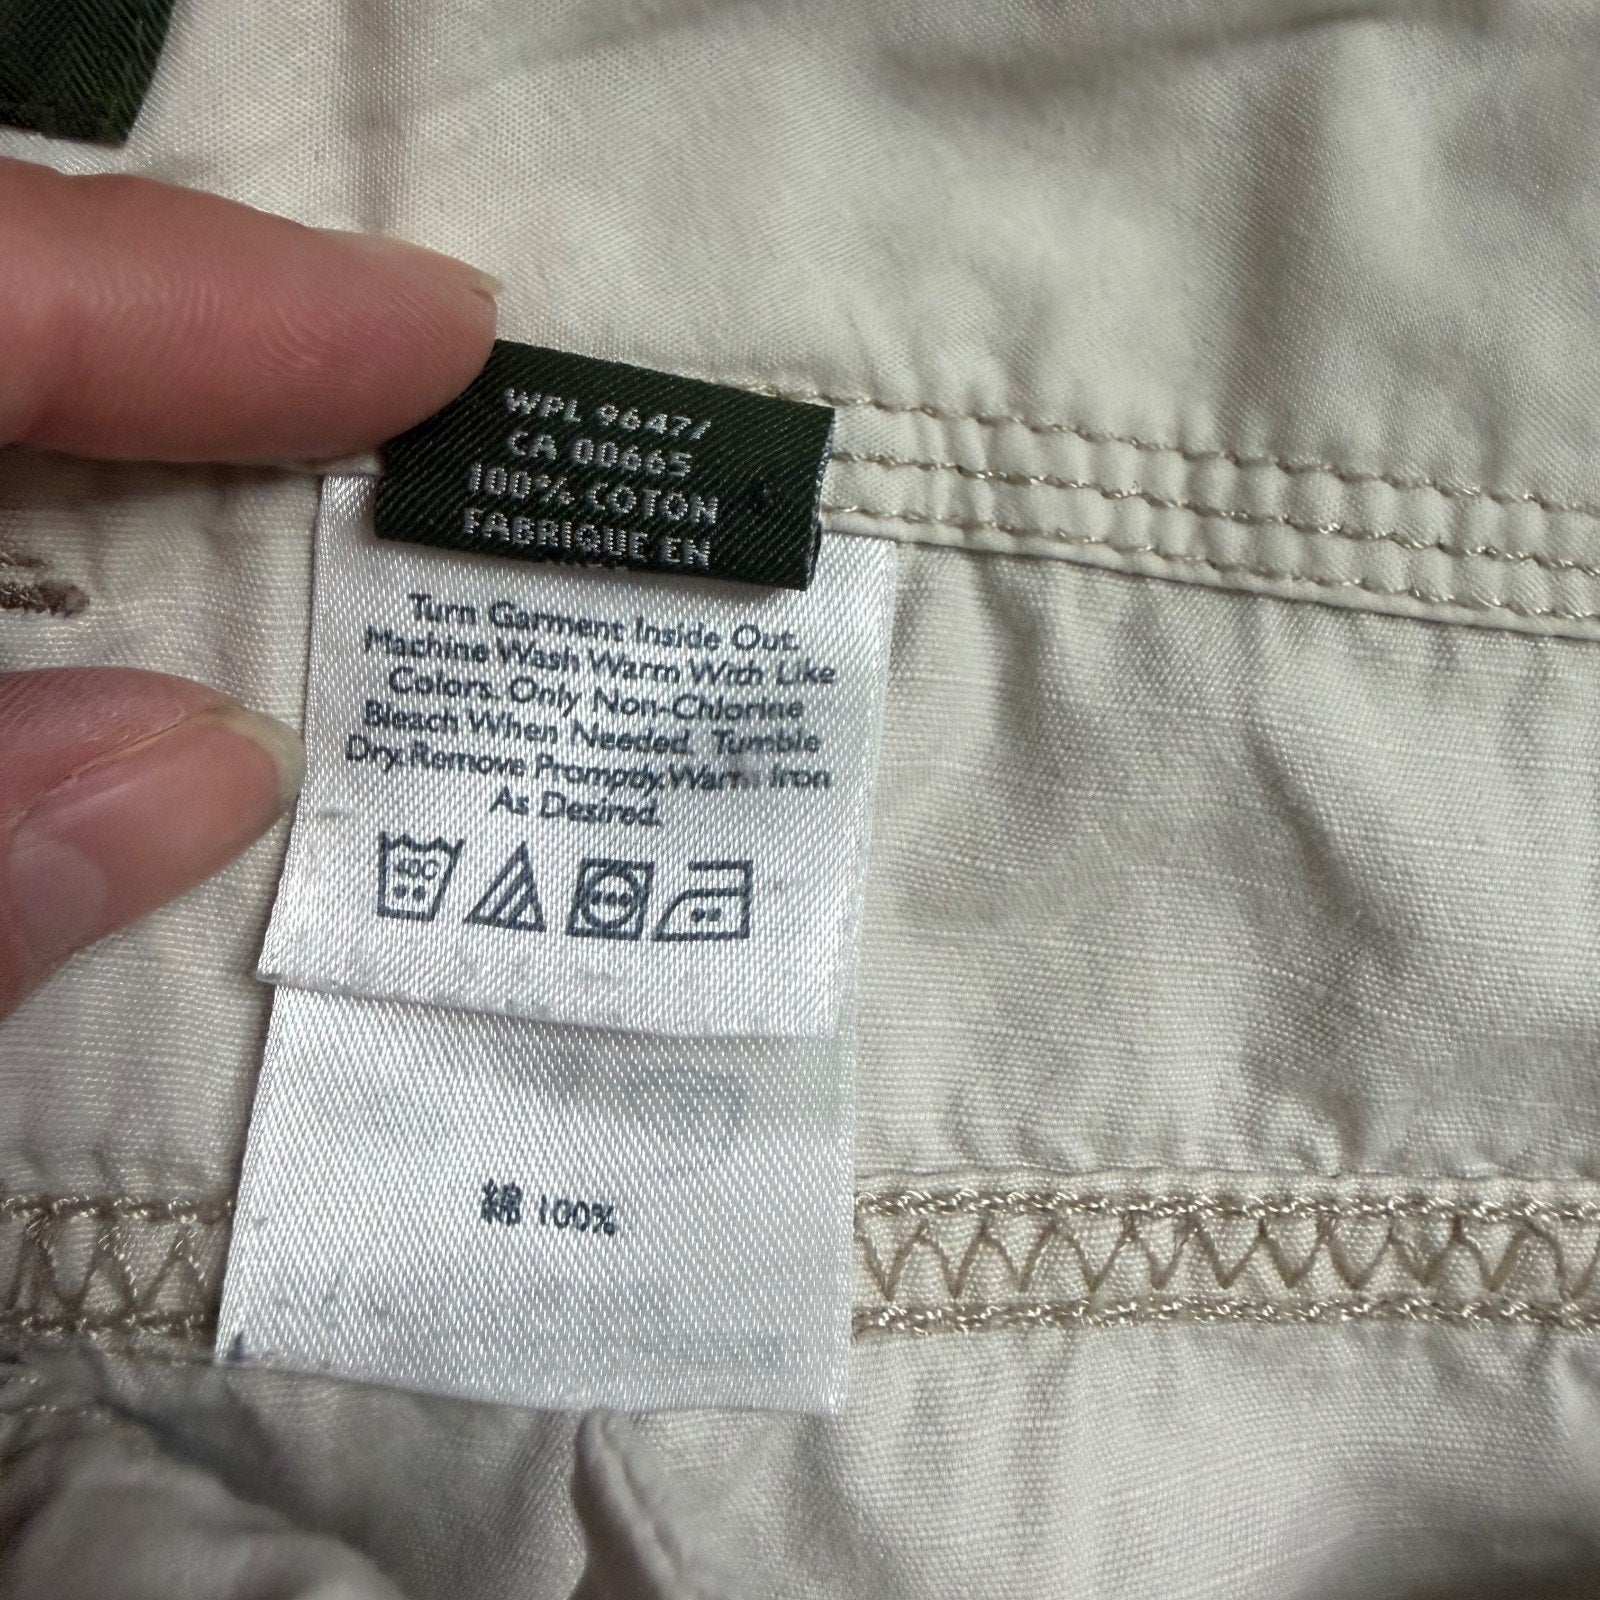 WPL 9647/
CA 00665
100% COTON
FABRIQUE EN
Turn Garment Inside Out.
Machine Wash Warm With Like
Colors. Only Non-Chlorine
Bleach When Needed. Tumble
Dry. Remove Promptly. Warm Iron
As Desired.
綿 100%